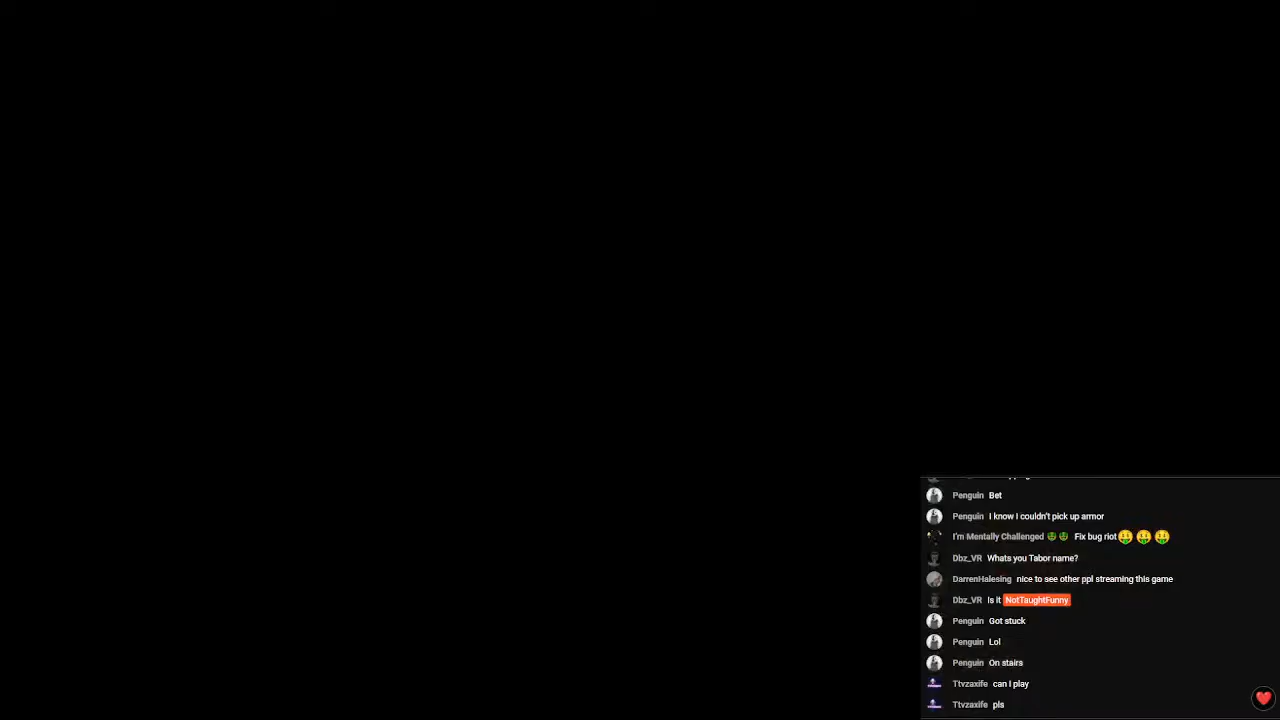 Penguin Bet
Penguin I know I couldn't pick up armor
I'm Mentally Challenged 🤑🤑 Fix bug riot🤑🤑🤑
Dbz_VR Whats you Tabor name?
DarrenHalesing nice to see other ppl streaming this game
Dbz_VR Is it NotTaughtFunny
Penguin Got stuck
Penguin Lol
Penguin On stairs
Ttvzaxife can I play
Ttvzaxife pls